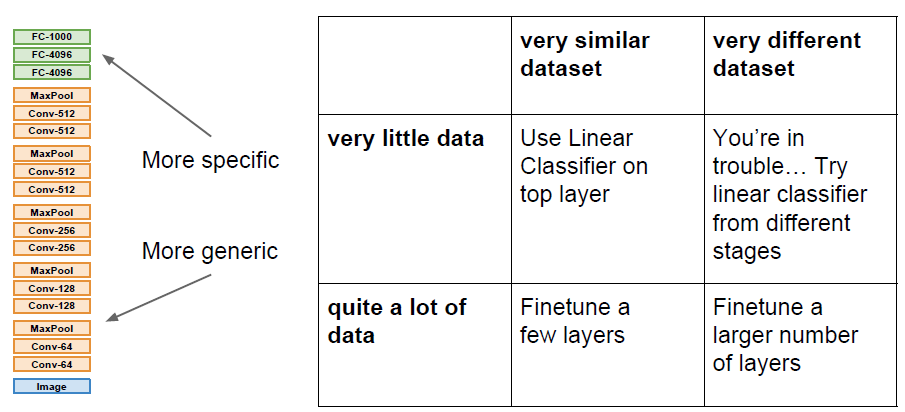 FC-1000
FC-4096
FC-4096
MaxPool
Conv-512
Conv-512
MaxPool
Conv-512
Conv-512
MaxPool
Conv-256
Conv-256
MaxPool
Conv-128
Conv-128
MaxPool
Conv-64
Conv-64
Image
More specific
More generic
very similar
dataset
very different
dataset
very little data
Use Linear
Classifier on
top layer
You’re in
trouble… Try
linear classifier
from different
stages
quite a lot of
data
Finetune a
few layers
Finetune a
larger number
of layers